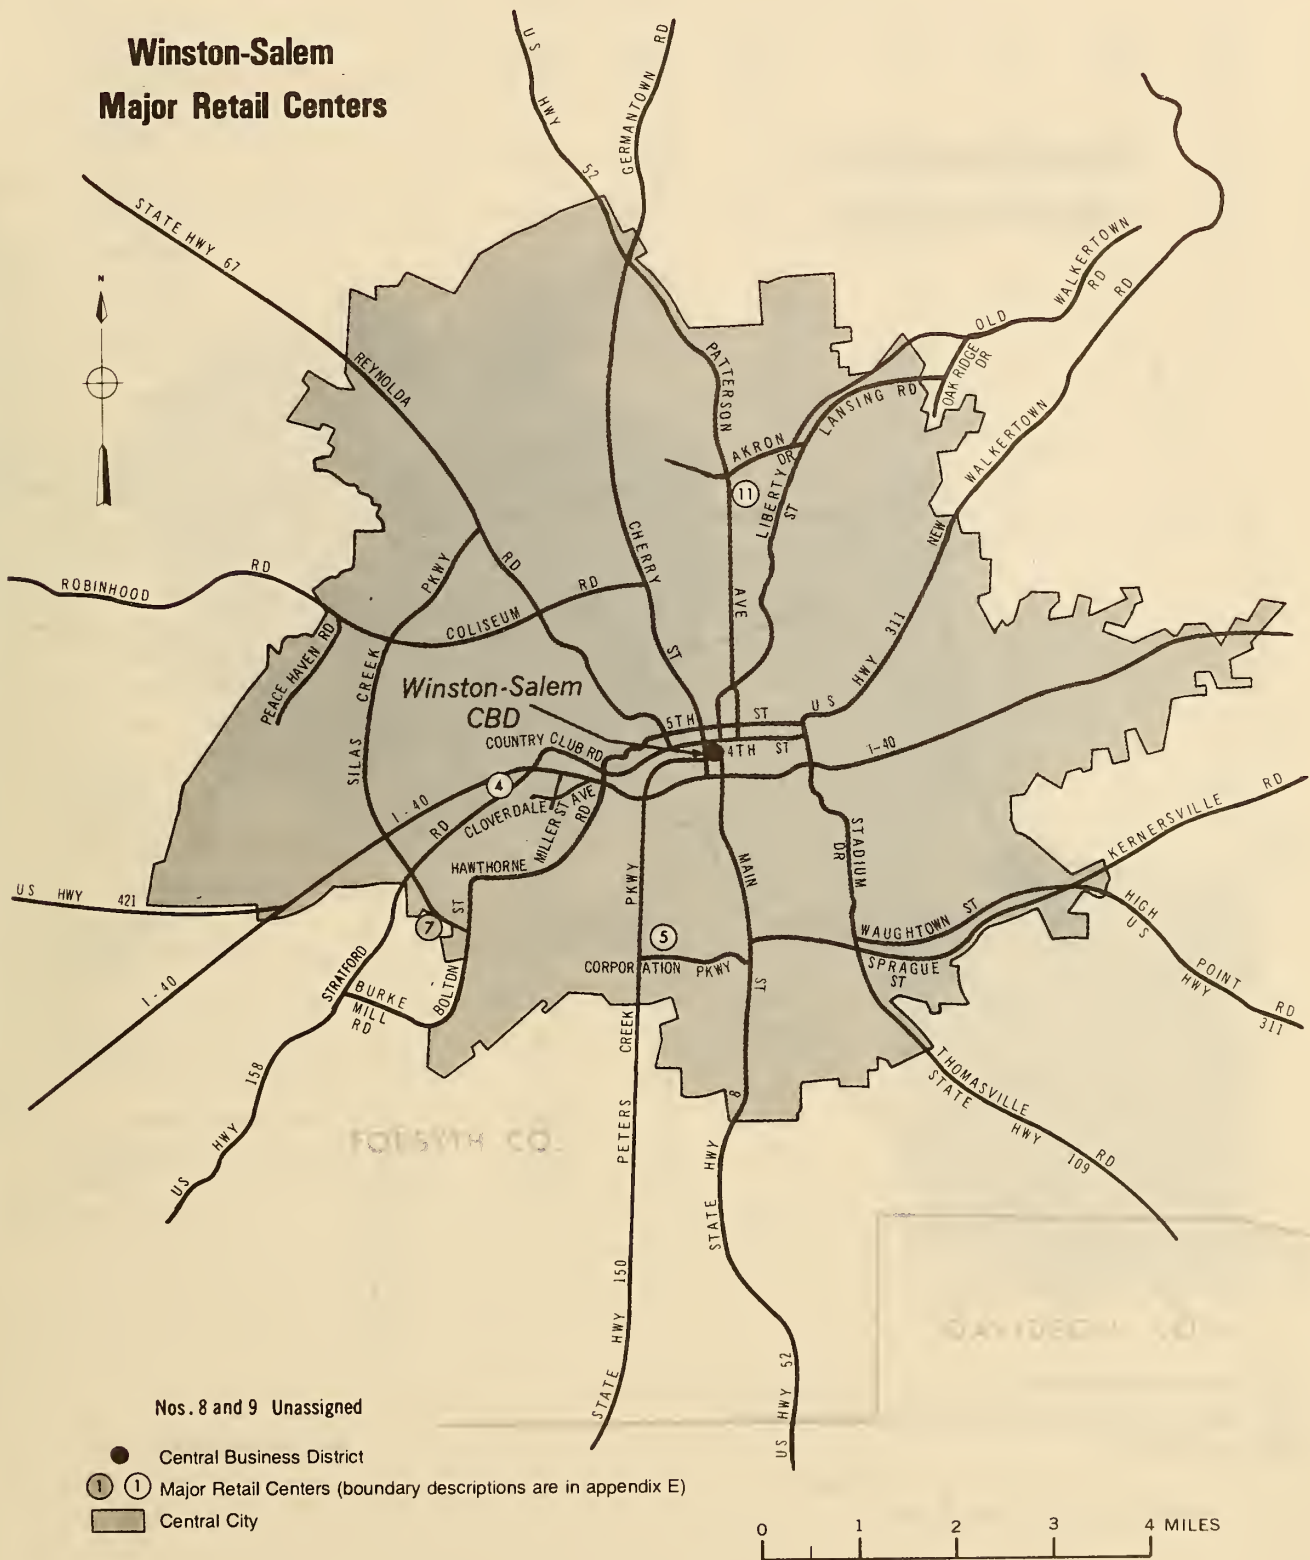 Winston-Salem
Major Retail Centers
US HWY 52
GERMANTOWN RD
STATE HWY 67
N
REYNOLDA RD
PATTERSON AVE
OLD WALKERTOWN RD
OAK RIDGE DR
LANSING RD
AKRON DR
LIBERTY ST
NEW WALKERTOWN RD
11
CHERRY ST
ROBINHOOD RD
PEACE HAVEN RD
SILAS CREEK PKWY
COLISEUM RD
US HWY 311
Winston-Salem
CBD
5TH ST
4TH ST
COUNTRY CLUB RD
I-40
4
I-40
CLOVERDALE AVE
MILLER ST
HAWTHORNE RD
STADIUM DR
KERNERSVILLE RD
MAIN ST
US HWY 421
7
5
CORPORATION PKWY
WAUGHTOWN ST
SPRAGUE ST
HIGH POINT RD
US HWY 311
I-40
STRATFORD RD
BURKE MILL RD
BOLTON ST
US HWY 158
PETERS CREEK PKWY
STATE HWY 150
STATE HWY 8
US HWY 52
THOMASVILLE RD
STATE HWY 109
FORSYTH CO.
DAVIDSON CO.
Nos. 8 and 9 Unassigned
Central Business District
1 1 Major Retail Centers (boundary descriptions are in appendix E)
Central City
0 1 2 3 4 MILES